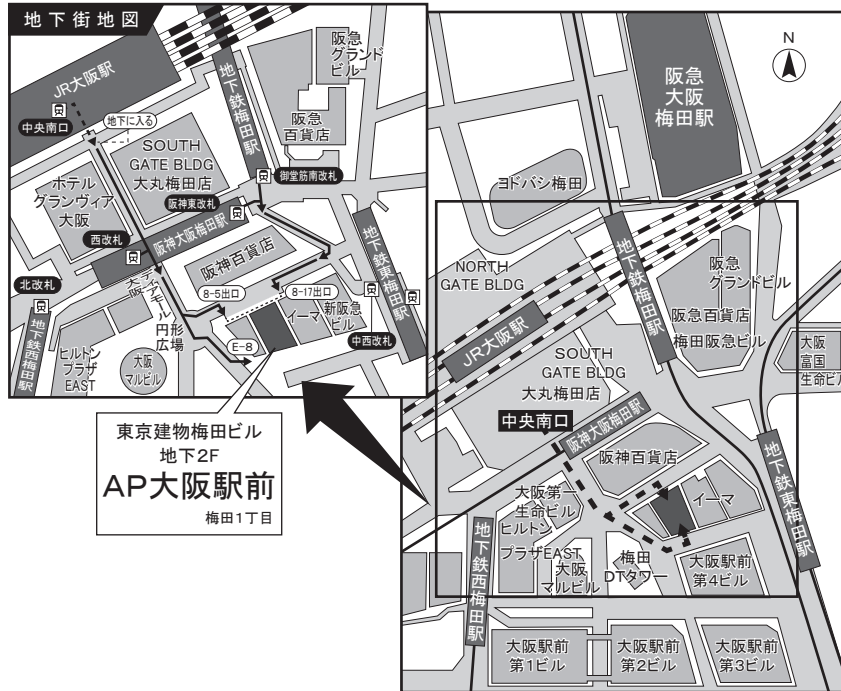 地下街地図
JR大阪駅
中央南口
地下に入る
地下鉄梅田駅
阪急
グランド
ビル
阪急
百貨店
SOUTH
GATE BLDG
大丸梅田店
ホテル
グランヴィア
大阪
御堂筋南改札
阪神東改札
西改札
阪神大阪梅田駅
阪神百貨店
北改札
地下鉄西梅田駅
ディアモール
大阪
円形
広場
8-5出口
8-17出口
イーマ
新阪急
ビル
地下鉄東梅田駅
中西改札
E-8
ヒルトン
プラザ
EAST
大阪
マルビル
東京建物梅田ビル
地下2F
AP大阪駅前
梅田1丁目
N
阪急
大阪
梅田駅
ヨドバシ梅田
地下鉄梅田駅
NORTH
GATE BLDG
阪急
グランドビル
阪急百貨店
梅田阪急ビル
JR大阪駅
SOUTH
GATE BLDG
大丸梅田店
大阪
富国
生命ビル
中央南口
阪神大阪梅田駅
阪神百貨店
大阪第一
生命ビル
イーマ
地下鉄東梅田駅
ヒルトン
プラザEAST
地下鉄西梅田駅
大阪
マルビル
梅田
DTタワー
大阪駅前
第4ビル
大阪駅前
第1ビル
大阪駅前
第2ビル
大阪駅前
第3ビル